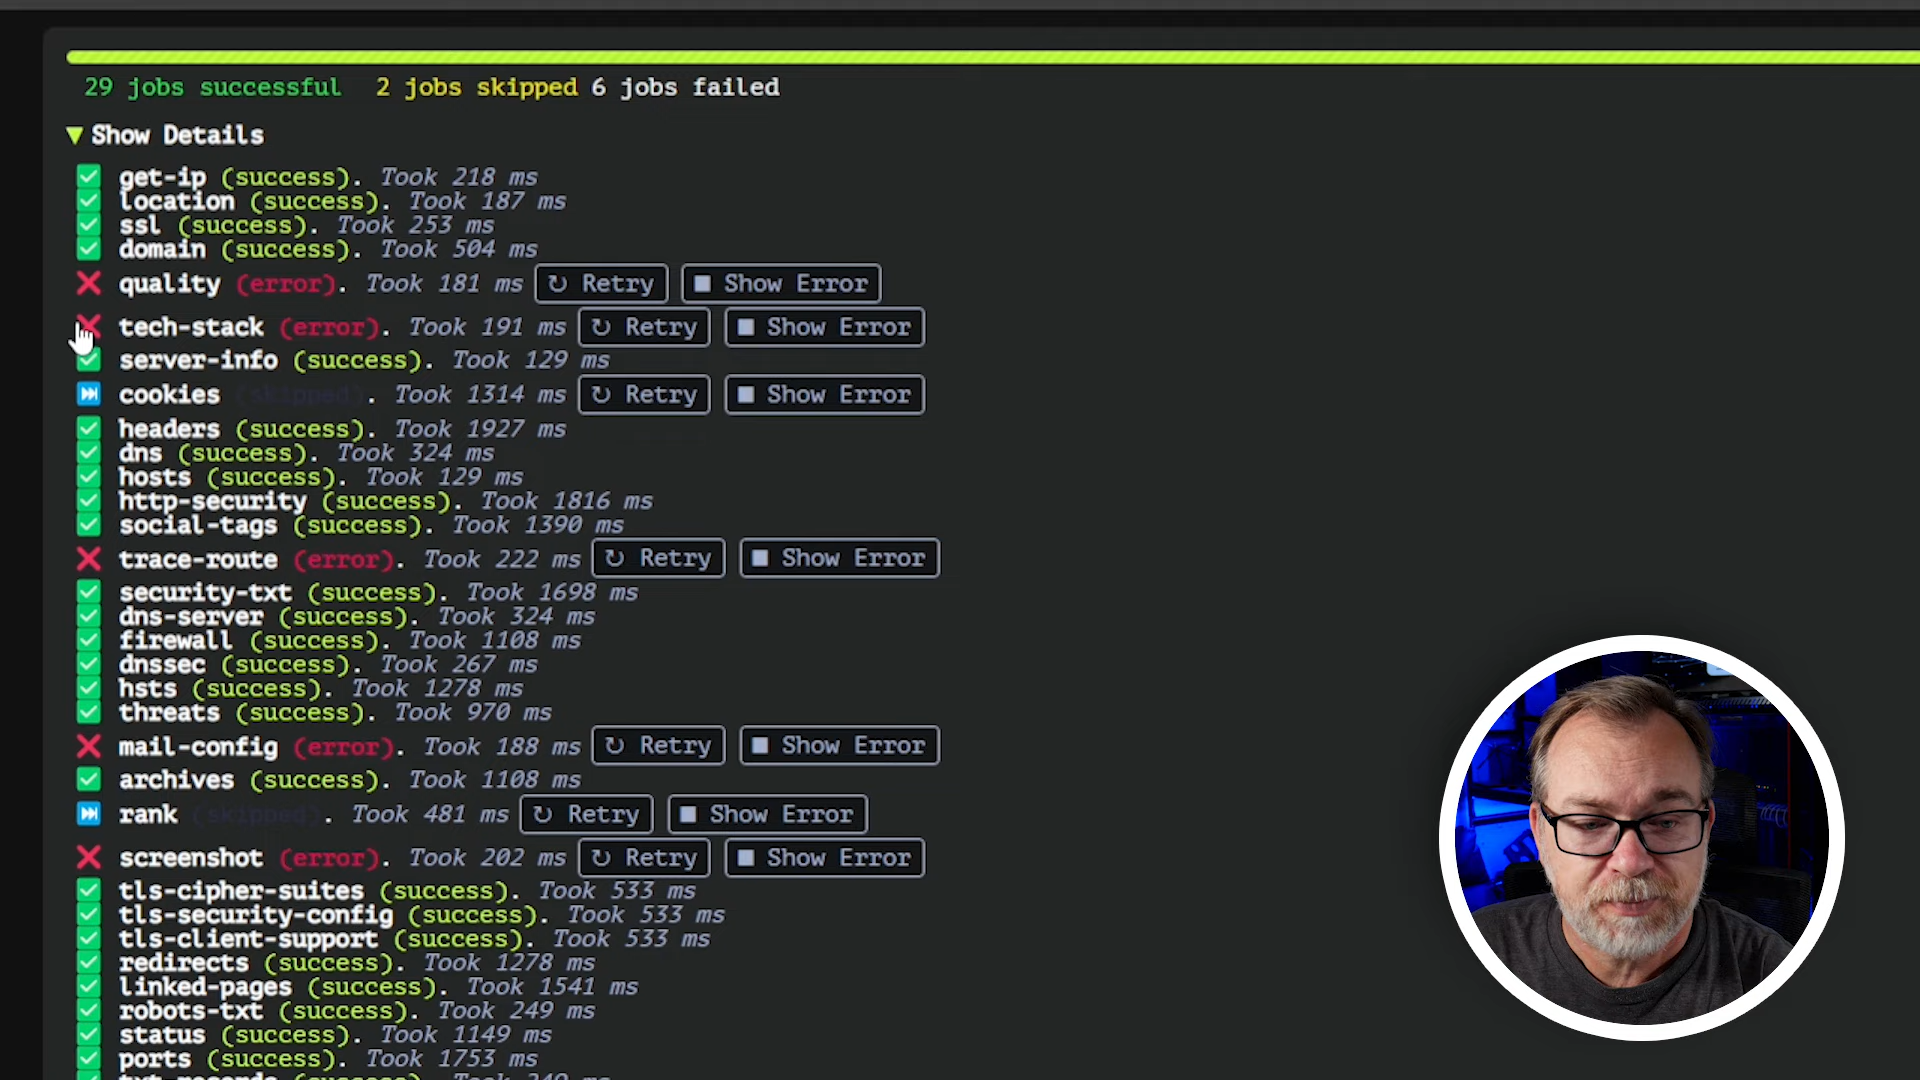 29 jobs successful 2 jobs skipped 6 jobs failed
▼ Show Details
get-ip (success). Took 218 ms
location (success). Took 187 ms
ssl (success). Took 253 ms
domain (success). Took 504 ms
quality (error). Took 181 ms ↻ Retry ■ Show Error
tech-stack (error). Took 191 ms ↻ Retry ■ Show Error
server-info (success). Took 129 ms
cookies (skipped). Took 1314 ms ↻ Retry ■ Show Error
headers (success). Took 1927 ms
dns (success). Took 324 ms
hosts (success). Took 129 ms
http-security (success). Took 1816 ms
social-tags (success). Took 1390 ms
trace-route (error). Took 222 ms ↻ Retry ■ Show Error
security-txt (success). Took 1698 ms
dns-server (success). Took 324 ms
firewall (success). Took 1108 ms
dnssec (success). Took 267 ms
hsts (success). Took 1278 ms
threats (success). Took 970 ms
mail-config (error). Took 188 ms ↻ Retry ■ Show Error
archives (success). Took 1108 ms
rank (skipped). Took 481 ms ↻ Retry ■ Show Error
screenshot (error). Took 202 ms ↻ Retry ■ Show Error
tls-cipher-suites (success). Took 533 ms
tls-security-config (success). Took 533 ms
tls-client-support (success). Took 533 ms
redirects (success). Took 1278 ms
linked-pages (success). Took 1541 ms
robots-txt (success). Took 249 ms
status (success). Took 1149 ms
ports (success). Took 1753 ms